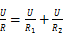 U/R = U/R₁ + U/R₂